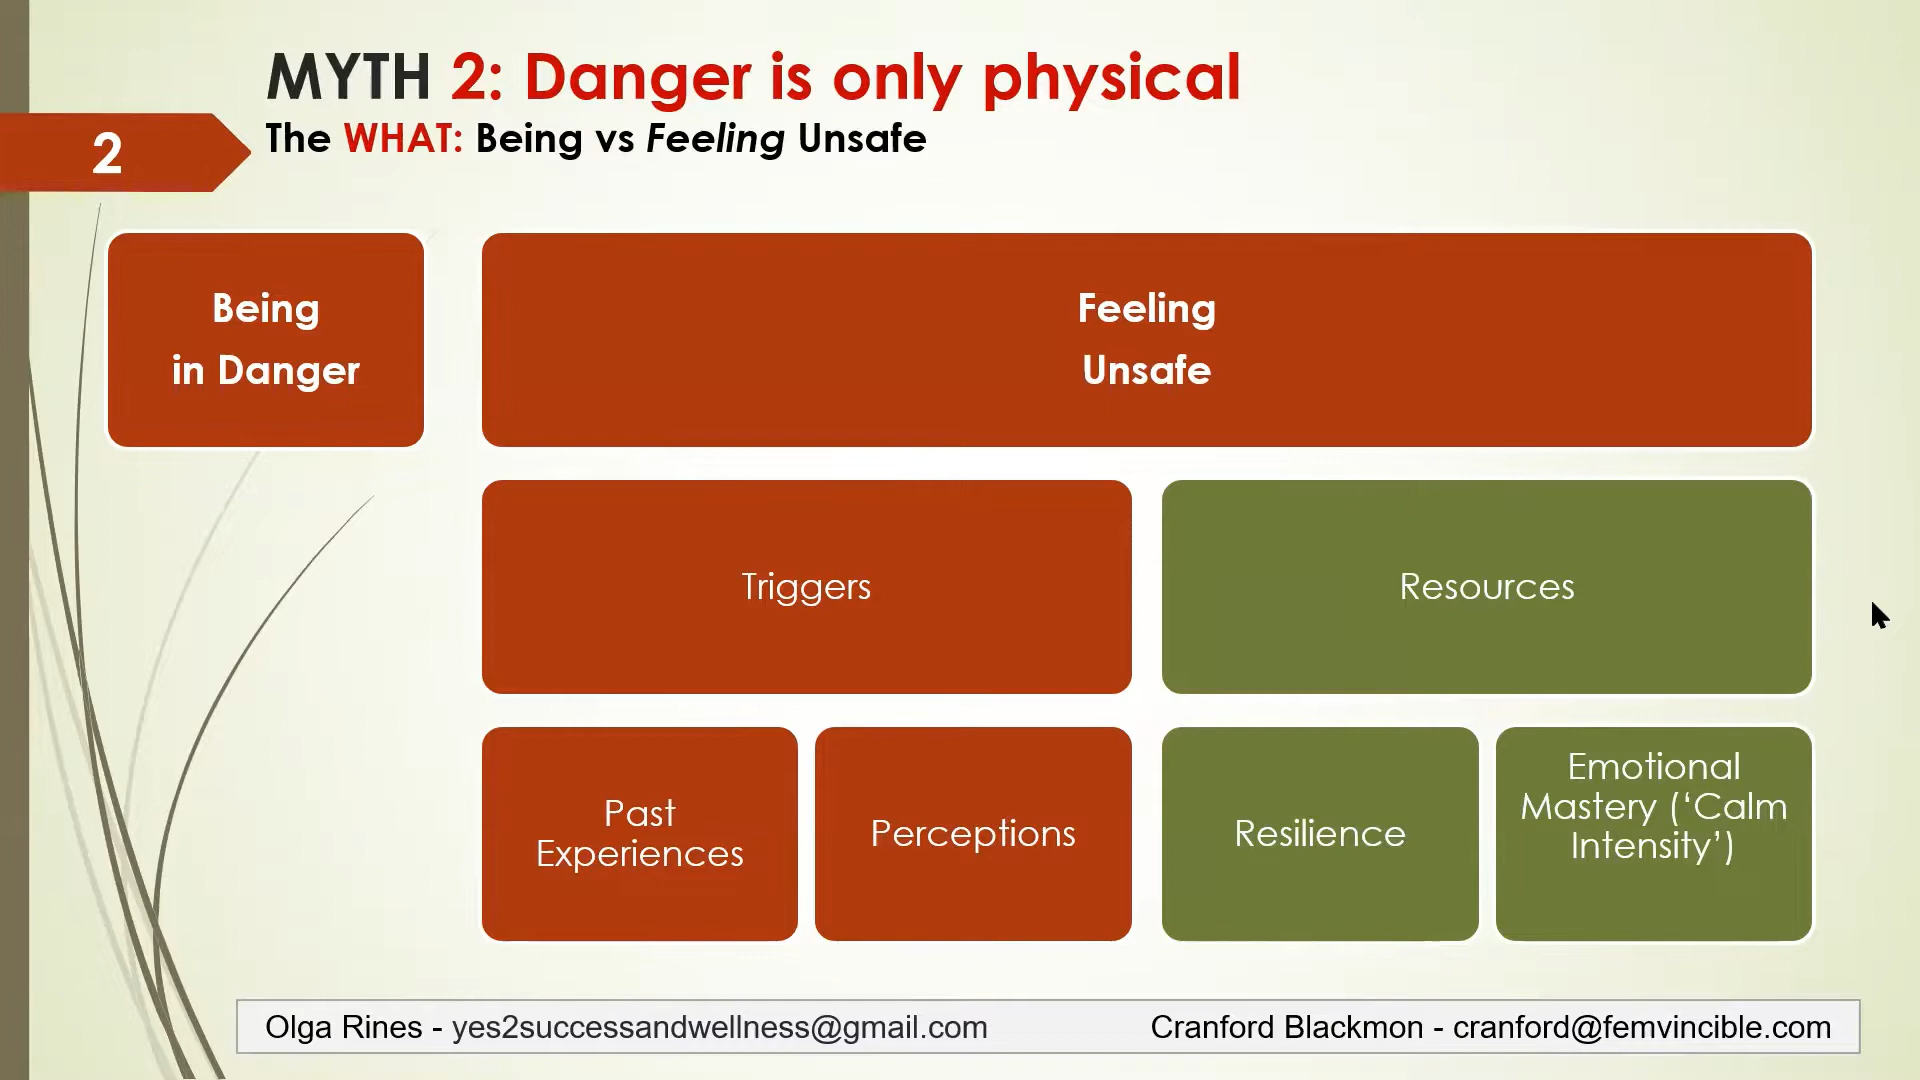 MYTH 2: Danger is only physical
The WHAT: Being vs Feeling Unsafe
2
Being
in Danger
Feeling
Unsafe
Triggers
Resources
Past
Experiences
Perceptions
Resilience
Emotional
Mastery (‘Calm
Intensity’)
Olga Rines - yes2successandwellness@gmail.com
Cranford Blackmon - cranford@femvincible.com